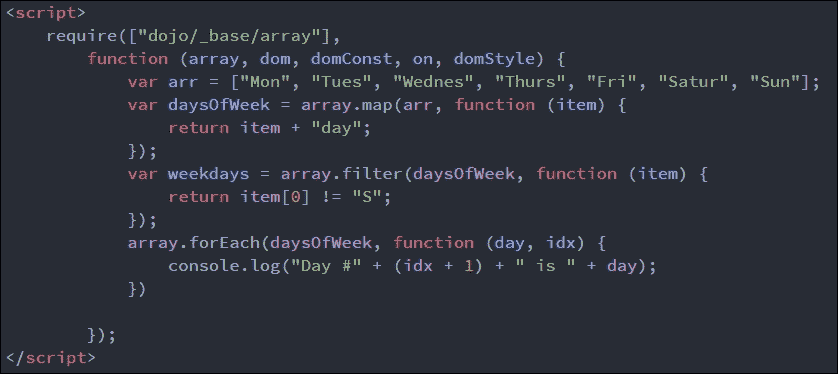 <script>
    require(["dojo/_base/array"],
        function (array, dom, domConst, on, domStyle) {
            var arr = ["Mon", "Tues", "Wednes", "Thurs", "Fri", "Satur", "Sun"];
            var daysOfWeek = array.map(arr, function (item) {
                return item + "day";
            });
            var weekdays = array.filter(daysOfWeek, function (item) {
                return item[0] != "S";
            });
            array.forEach(daysOfWeek, function (day, idx) {
                console.log("Day #" + (idx + 1) + " is " + day);
            })

        });
</script>